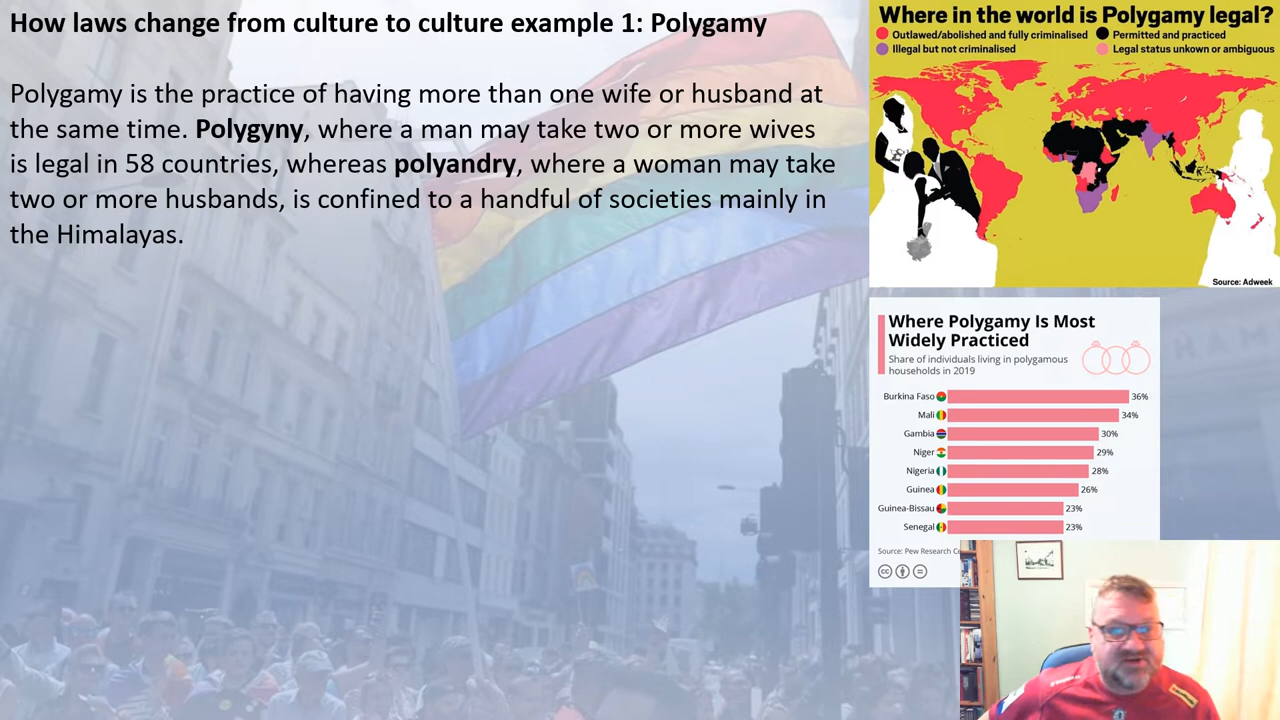 How laws change from culture to culture example 1: Polygamy
Polygamy is the practice of having more than one wife or husband at
the same time. Polygyny, where a man may take two or more wives
is legal in 58 countries, whereas polyandry, where a woman may take
two or more husbands, is confined to a handful of societies mainly in
the Himalayas.
Where in the world is Polygamy legal?
Outlawed/abolished and fully criminalised
Permitted and practiced
Illegal but not criminalised
Legal status unkown or ambiguous
Source: Adweek
Where Polygamy Is Most
Widely Practiced
Share of individuals living in polygamous
households in 2019
Burkina Faso 36%
Mali 34%
Gambia 30%
Niger 29%
Nigeria 28%
Guinea 26%
Guinea-Bissau 23%
Senegal 23%
Source: Pew Research
cc